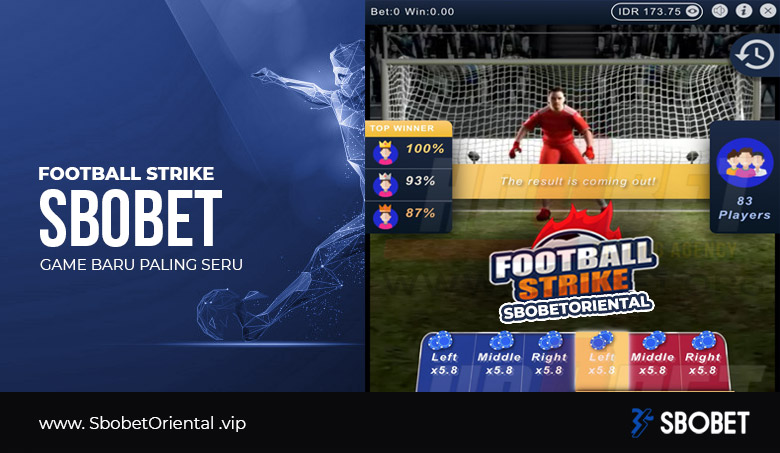 FOOTBALL STRIKE
SBOBET
GAME BARU PALING SERU
Bet:0 Win:0.00
IDR 173.75
TOP WINNER
100%
93%
87%
The result is coming out!
83
Players
FOOTBALL
STRIKE
SBOBETORIENTAL
Left Middle Right Left Middle Right
x5.8 x5.8 x5.8 x5.8 x5.8 x5.8
www. SbobetOriental .vip
SBOBET